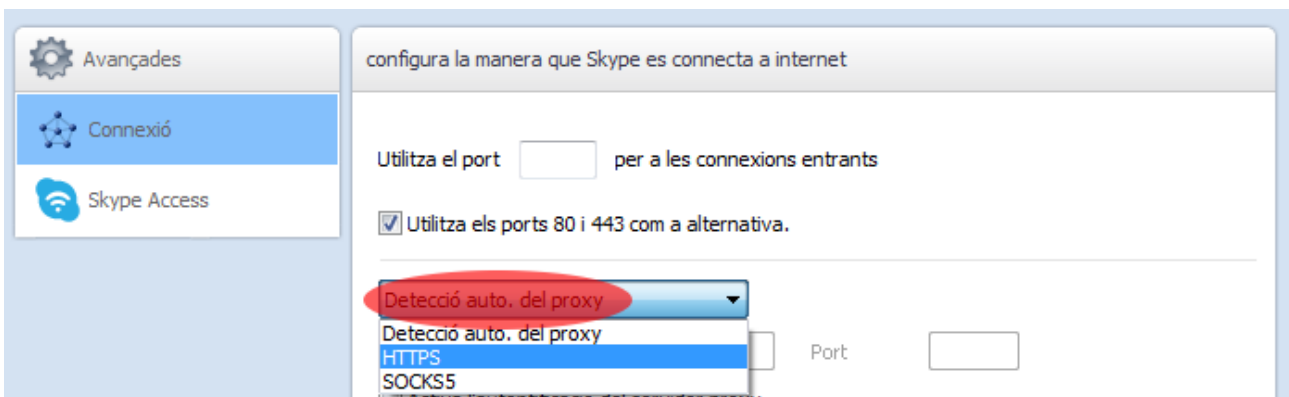 Avançades
configura la manera que Skype es connecta a internet
Connexió
Utilitza el port per a les connexions entrants
Skype Access
Utilitza els ports 80 i 443 com a alternativa.
Detecció auto. del proxy
Detecció auto. del proxy
HTTPS
Port
SOCKS5